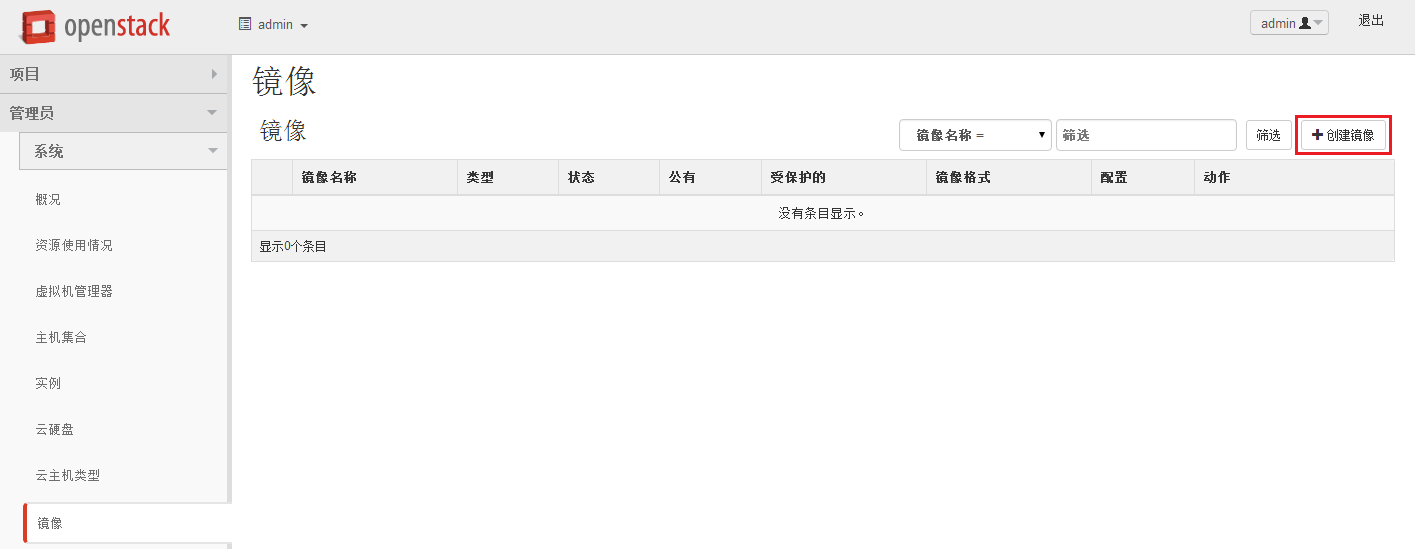 openstack
admin
admin
退出
项目
管理员
系统
概况
资源使用情况
虚拟机管理器
主机集合
实例
云硬盘
云主机类型
镜像
镜像
镜像
镜像名称 =
筛选
筛选
创建镜像
镜像名称 类型 状态 公有 受保护的 镜像格式 配置 动作
没有条目显示。
显示0个条目